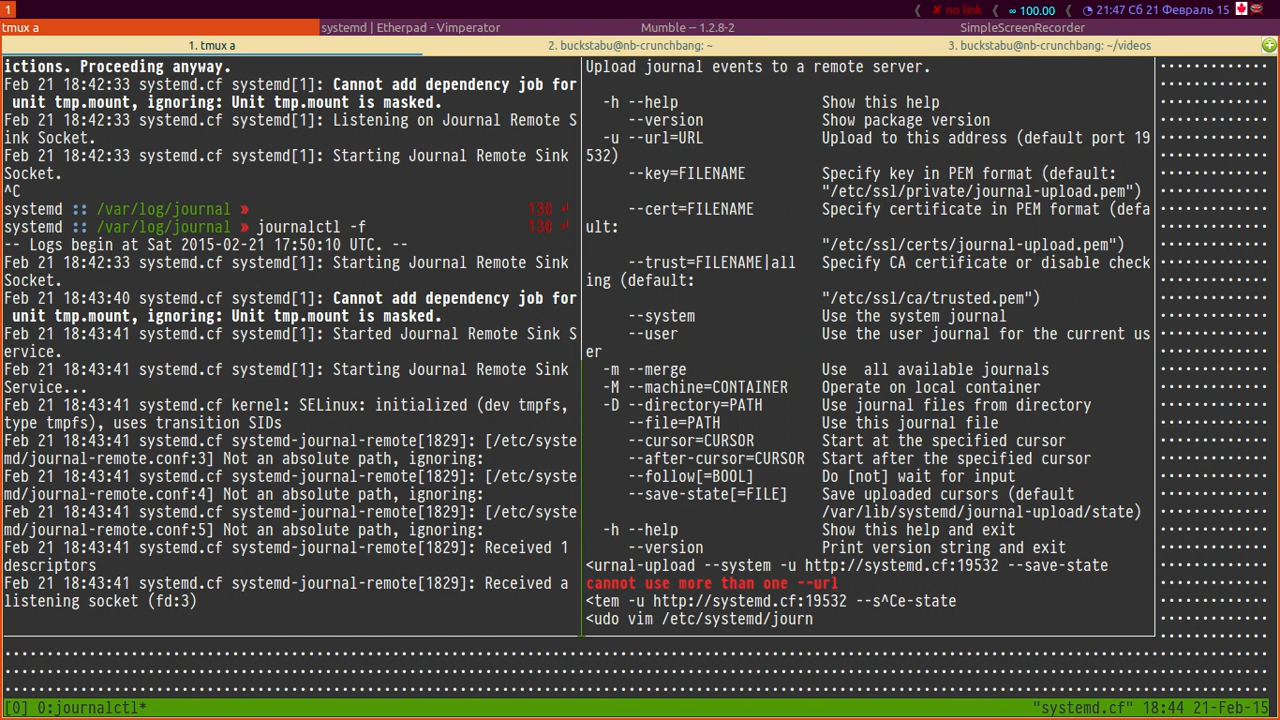 1
no link
∞ 100.00
21:47 Сб 21 Февраль 15
tmux a
systemd | Etherpad - Vimperator
Mumble -- 1.2.8-2
SimpleScreenRecorder
1. tmux a
2. buckstabu@nb-crunchbang: ~
3. buckstabu@nb-crunchbang: ~/videos
ictions. Proceeding anyway.
Feb 21 18:42:33 systemd.cf systemd[1]: Cannot add dependency job for
unit tmp.mount, ignoring: Unit tmp.mount is masked.
Feb 21 18:42:33 systemd.cf systemd[1]: Listening on Journal Remote S
ink Socket.
Feb 21 18:42:33 systemd.cf systemd[1]: Starting Journal Remote Sink
Socket.
^C
systemd :: /var/log/journal » 130 ↵
systemd :: /var/log/journal » journalctl -f 130 ↵
-- Logs begin at Sat 2015-02-21 17:50:10 UTC. --
Feb 21 18:42:33 systemd.cf systemd[1]: Starting Journal Remote Sink
Socket.
Feb 21 18:43:40 systemd.cf systemd[1]: Cannot add dependency job for
unit tmp.mount, ignoring: Unit tmp.mount is masked.
Feb 21 18:43:41 systemd.cf systemd[1]: Started Journal Remote Sink S
ervice.
Feb 21 18:43:41 systemd.cf systemd[1]: Starting Journal Remote Sink
Service...
Feb 21 18:43:41 systemd.cf kernel: SELinux: initialized (dev tmpfs,
type tmpfs), uses transition SIDs
Feb 21 18:43:41 systemd.cf systemd-journal-remote[1829]: [/etc/syste
md/journal-remote.conf:3] Not an absolute path, ignoring:
Feb 21 18:43:41 systemd.cf systemd-journal-remote[1829]: [/etc/syste
md/journal-remote.conf:4] Not an absolute path, ignoring:
Feb 21 18:43:41 systemd.cf systemd-journal-remote[1829]: [/etc/syste
md/journal-remote.conf:5] Not an absolute path, ignoring:
Feb 21 18:43:41 systemd.cf systemd-journal-remote[1829]: Received 1
descriptors
Feb 21 18:43:41 systemd.cf systemd-journal-remote[1829]: Received a
listening socket (fd:3)
Upload journal events to a remote server.
-h --help Show this help
--version Show package version
-u --url=URL Upload to this address (default port 19
532)
--key=FILENAME Specify key in PEM format (default:
"/etc/ssl/private/journal-upload.pem")
--cert=FILENAME Specify certificate in PEM format (defa
ult:
"/etc/ssl/certs/journal-upload.pem")
--trust=FILENAME|all Specify CA certificate or disable check
ing (default:
"/etc/ssl/ca/trusted.pem")
--system Use the system journal
--user Use the user journal for the current us
er
-m --merge Use  all available journals
-M --machine=CONTAINER Operate on local container
-D --directory=PATH Use journal files from directory
--file=PATH Use this journal file
--cursor=CURSOR Start at the specified cursor
--after-cursor=CURSOR Start after the specified cursor
--follow[=BOOL] Do [not] wait for input
--save-state[=FILE] Save uploaded cursors (default
/var/lib/systemd/journal-upload/state)
-h --help Show this help and exit
--version Print version string and exit
<urnal-upload --system -u http://systemd.cf:19532 --save-state
cannot use more than one --url
<tem -u http://systemd.cf:19532 --s^Ce-state
<udo vim /etc/systemd/journ
[0] 0:journalctl*
"systemd.cf" 18:44 21-Feb-15